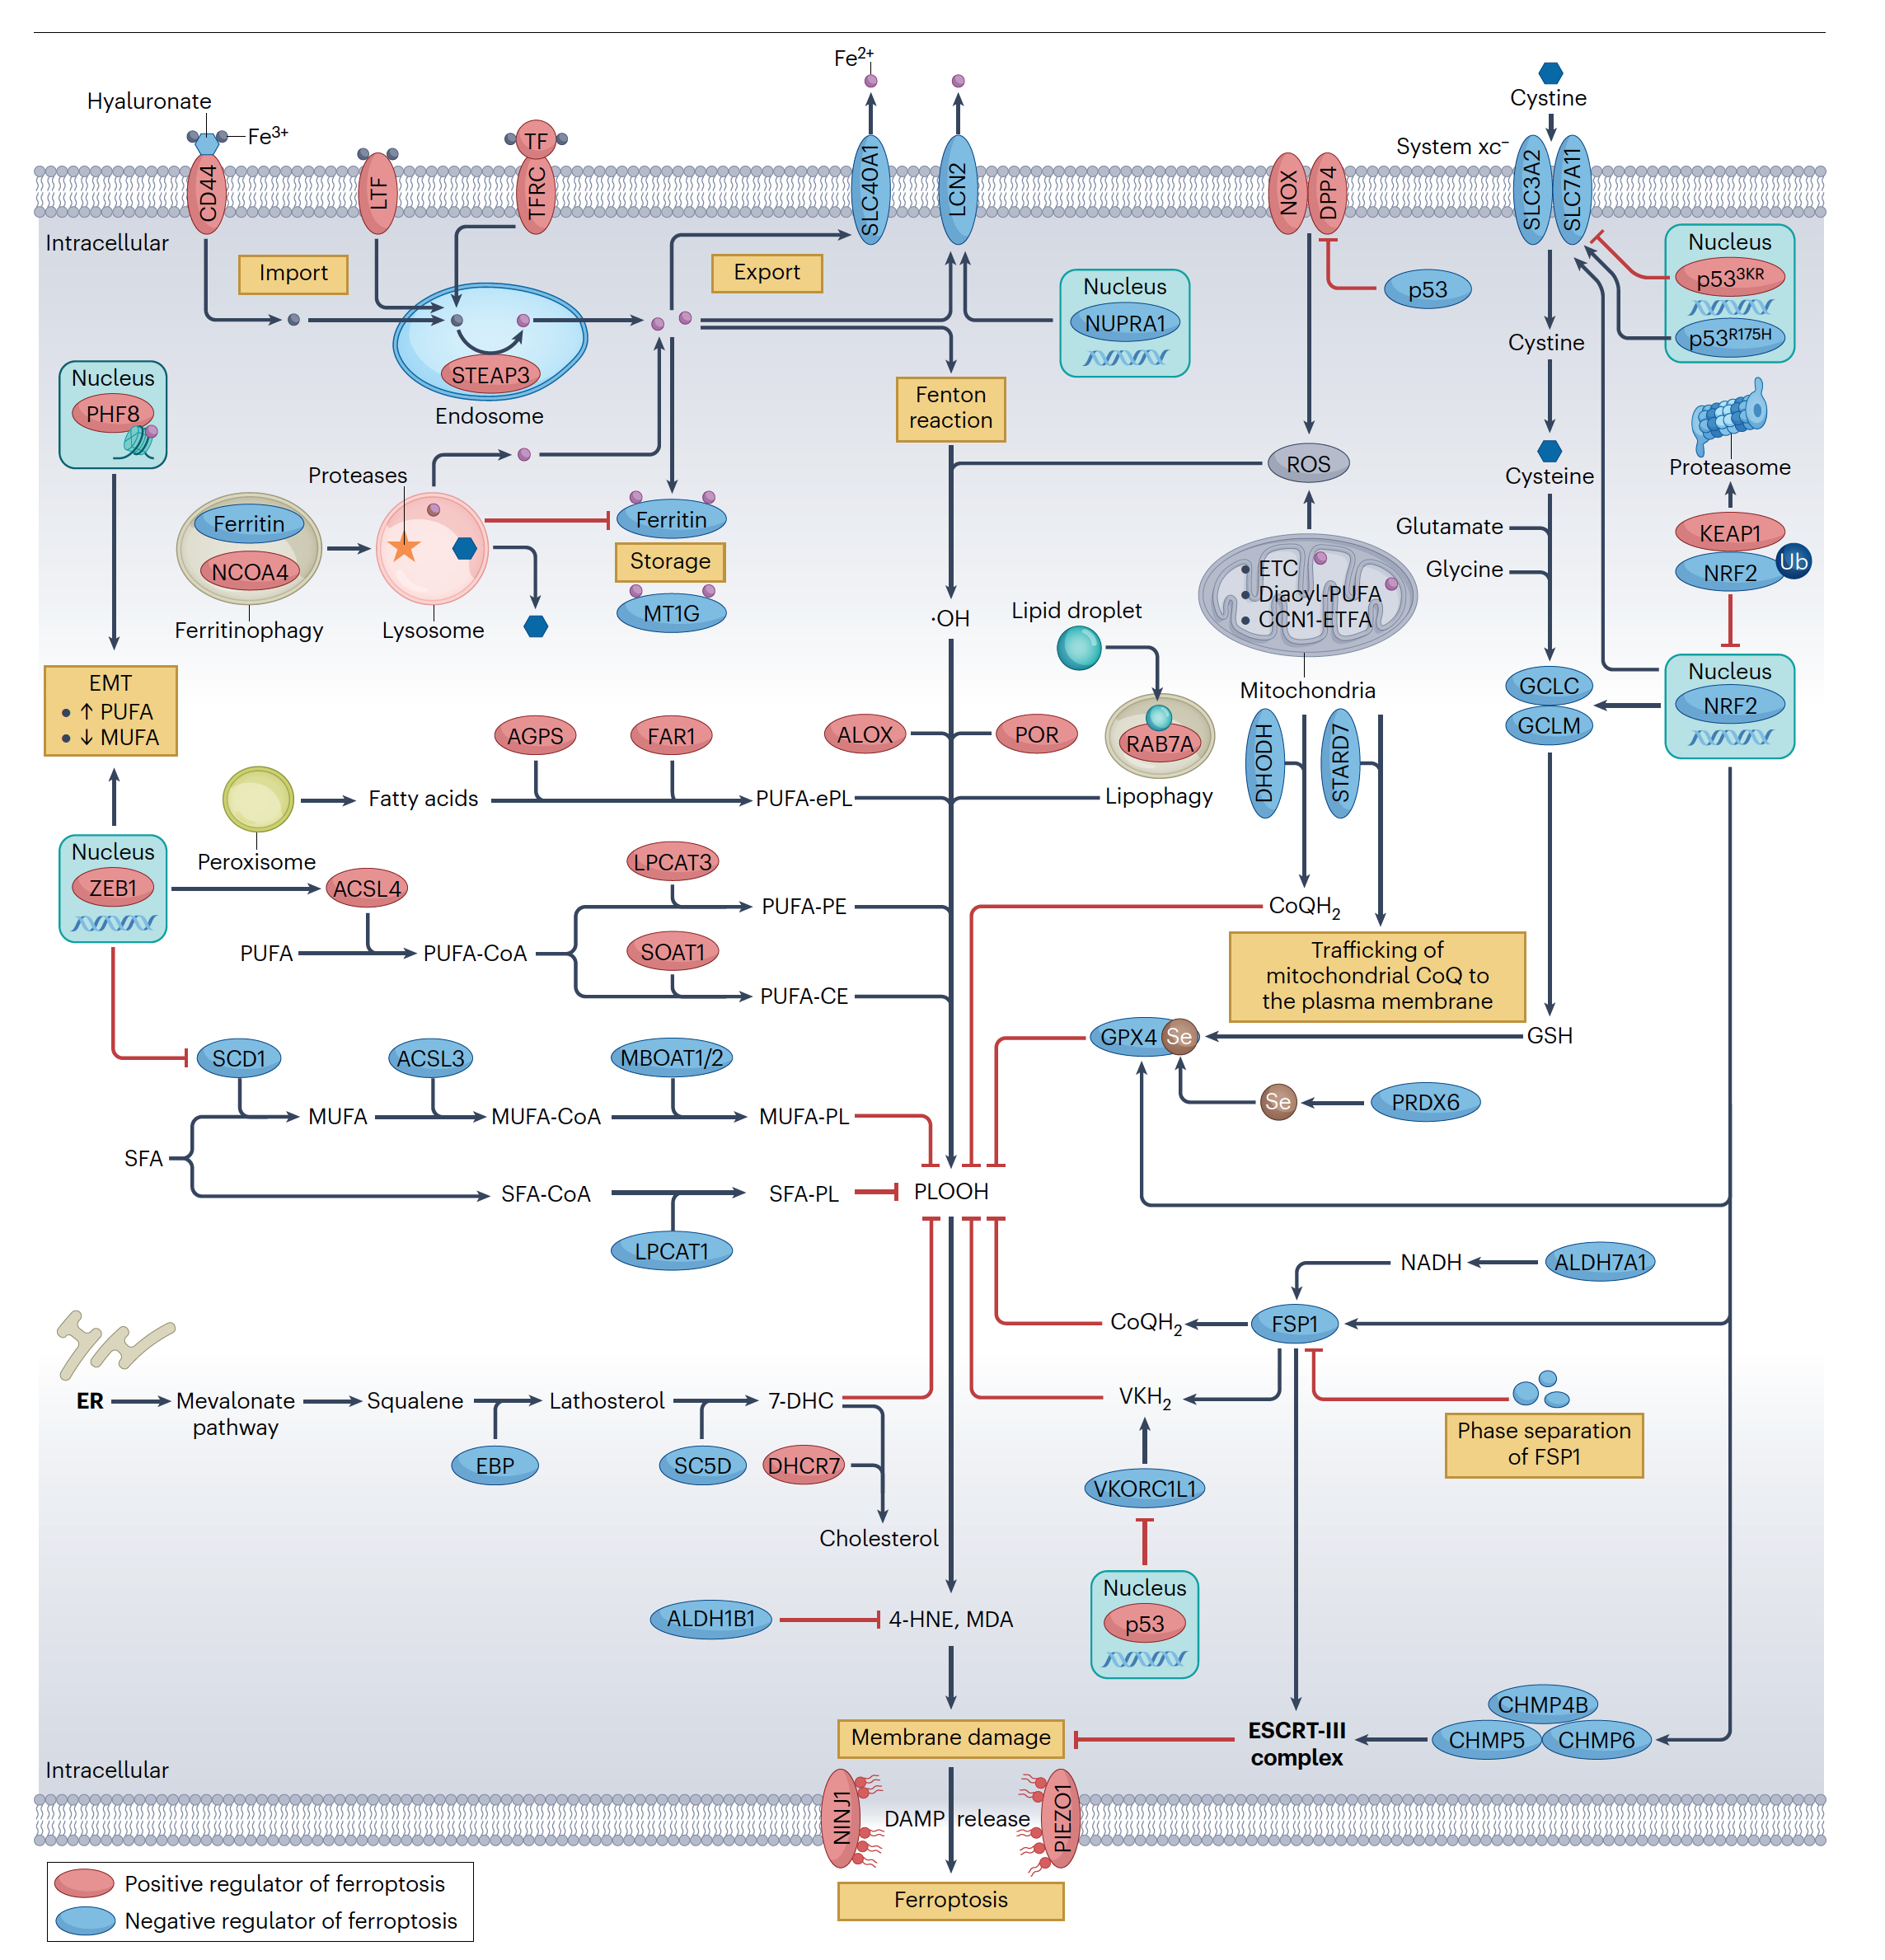 Fe2+
Hyaluronate
Fe3+
Cystine
System xc−
CD44
LTF
TF
TFRC
SLC40A1
LCN2
NOX
DPP4
SLC3A2
SLC7A11
Intracellular
Import
Export
Nucleus
NUPRA1
p53
Nucleus
p533KR
p53R175H
Cystine
STEAP3
Endosome
Nucleus
PHF8
Fenton
reaction
ROS
Cysteine
Proteasome
Proteases
Ferritin
NCOA4
Ferritinophagy
Lysosome
Ferritin
Storage
MT1G
Glutamate
Glycine
KEAP1
NRF2
Ub
• ETC
• Diacyl-PUFA
• CCN1-ETFA
Mitochondria
·OH
Lipid droplet
RAB7A
Lipophagy
EMT
• ↑ PUFA
• ↓ MUFA
GCLC
GCLM
Nucleus
NRF2
AGPS
FAR1
ALOX
POR
DHODH
STARD7
Peroxisome
Fatty acids
PUFA-ePL
Nucleus
ZEB1
ACSL4
LPCAT3
PUFA-PE
CoQH2
PUFA
PUFA-CoA
SOAT1
PUFA-CE
Trafficking of
mitochondrial CoQ to
the plasma membrane
GPX4
Se
GSH
SCD1
ACSL3
MBOAT1/2
Se
PRDX6
MUFA
MUFA-CoA
MUFA-PL
SFA
SFA-CoA
SFA-PL
PLOOH
LPCAT1
NADH
ALDH7A1
CoQH2
FSP1
ER
Mevalonate
pathway
Squalene
Lathosterol
7-DHC
VKH2
Phase separation
of FSP1
EBP
SC5D
DHCR7
VKORC1L1
Cholesterol
Nucleus
p53
ALDH1B1
4-HNE, MDA
CHMP4B
CHMP5
CHMP6
ESCRT-III
complex
Membrane damage
Intracellular
NINJ1
DAMP release
PIEZO1
Ferroptosis
Positive regulator of ferroptosis
Negative regulator of ferroptosis